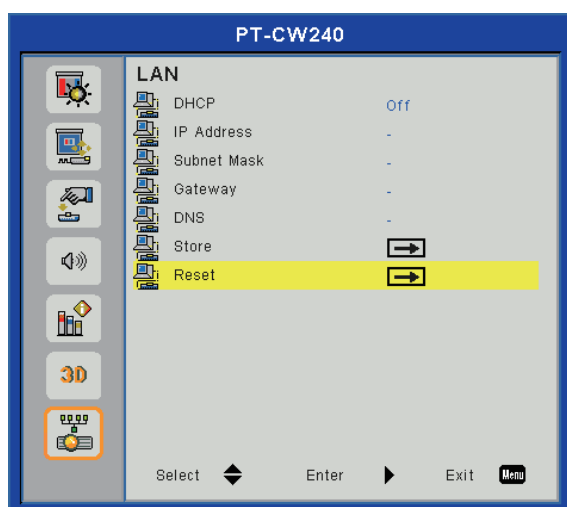 PT-CW240
LAN
DHCP Off
IP Address -
Subnet Mask -
Gateway -
DNS -
Store
Reset
3D
Select Enter Exit Menu